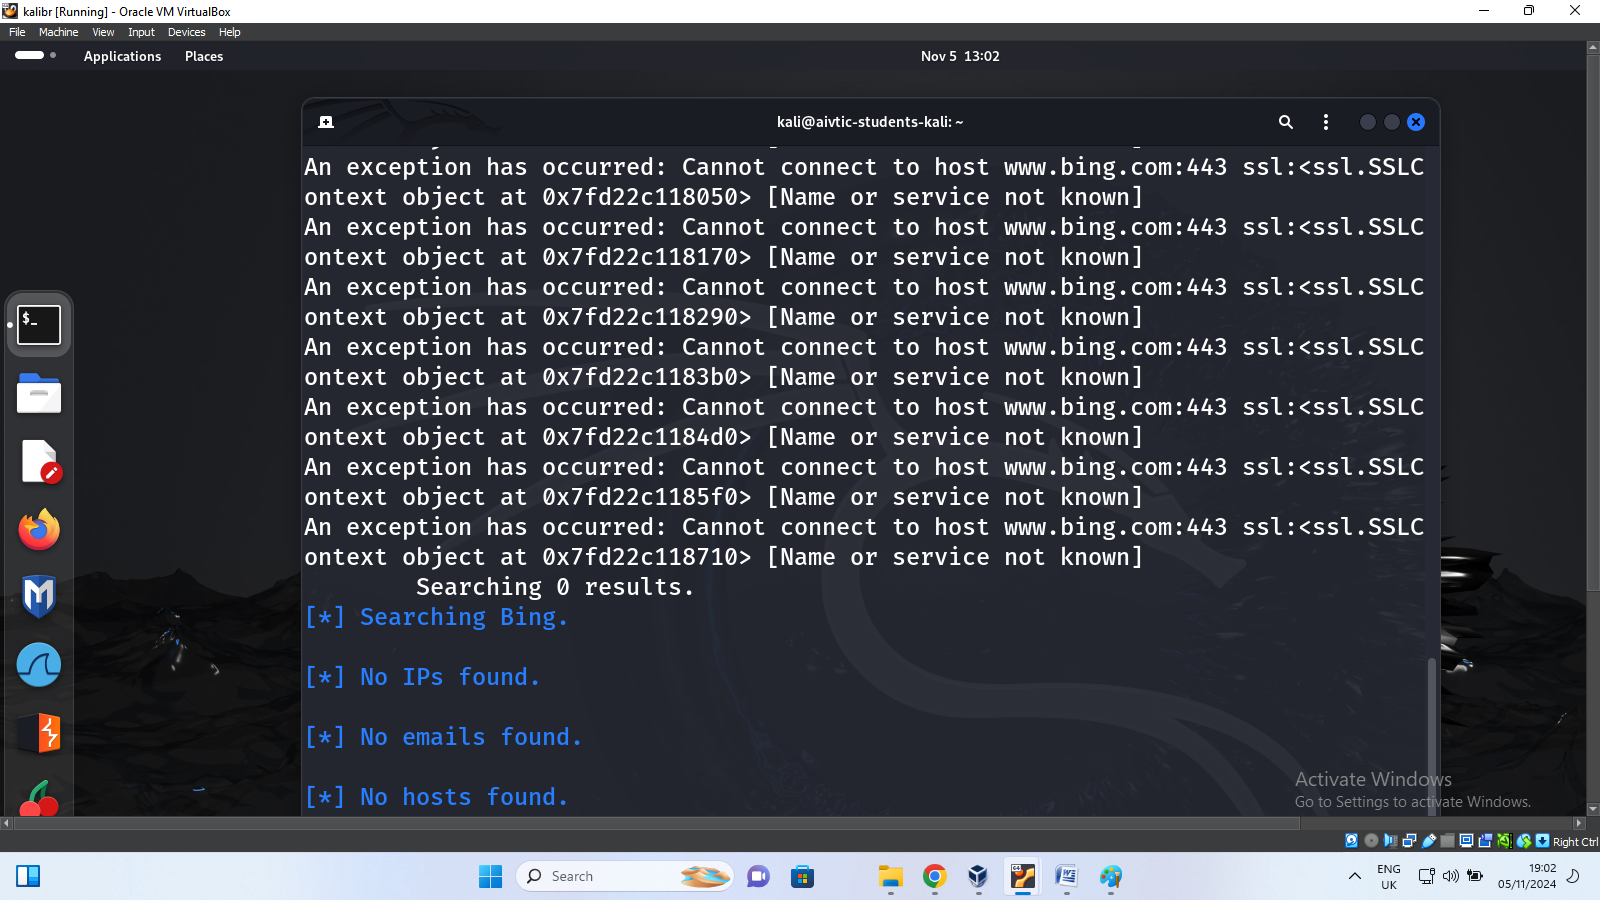 kalibr [Running] - Oracle VM VirtualBox
File Machine View Input Devices Help
Applications Places Nov 5 13:02
kali@aivtic-students-kali: ~
An exception has occurred: Cannot connect to host www.bing.com:443 ssl:<ssl.SSLC
ontext object at 0x7fd22c118050> [Name or service not known]
An exception has occurred: Cannot connect to host www.bing.com:443 ssl:<ssl.SSLC
ontext object at 0x7fd22c118170> [Name or service not known]
An exception has occurred: Cannot connect to host www.bing.com:443 ssl:<ssl.SSLC
ontext object at 0x7fd22c118290> [Name or service not known]
An exception has occurred: Cannot connect to host www.bing.com:443 ssl:<ssl.SSLC
ontext object at 0x7fd22c1183b0> [Name or service not known]
An exception has occurred: Cannot connect to host www.bing.com:443 ssl:<ssl.SSLC
ontext object at 0x7fd22c1184d0> [Name or service not known]
An exception has occurred: Cannot connect to host www.bing.com:443 ssl:<ssl.SSLC
ontext object at 0x7fd22c1185f0> [Name or service not known]
An exception has occurred: Cannot connect to host www.bing.com:443 ssl:<ssl.SSLC
ontext object at 0x7fd22c118710> [Name or service not known]
Searching 0 results.
[*] Searching Bing.
[*] No IPs found.
[*] No emails found.
[*] No hosts found.
Activate Windows
Go to Settings to activate Windows.
Right Ctrl
Search
ENG
UK
19:02
05/11/2024